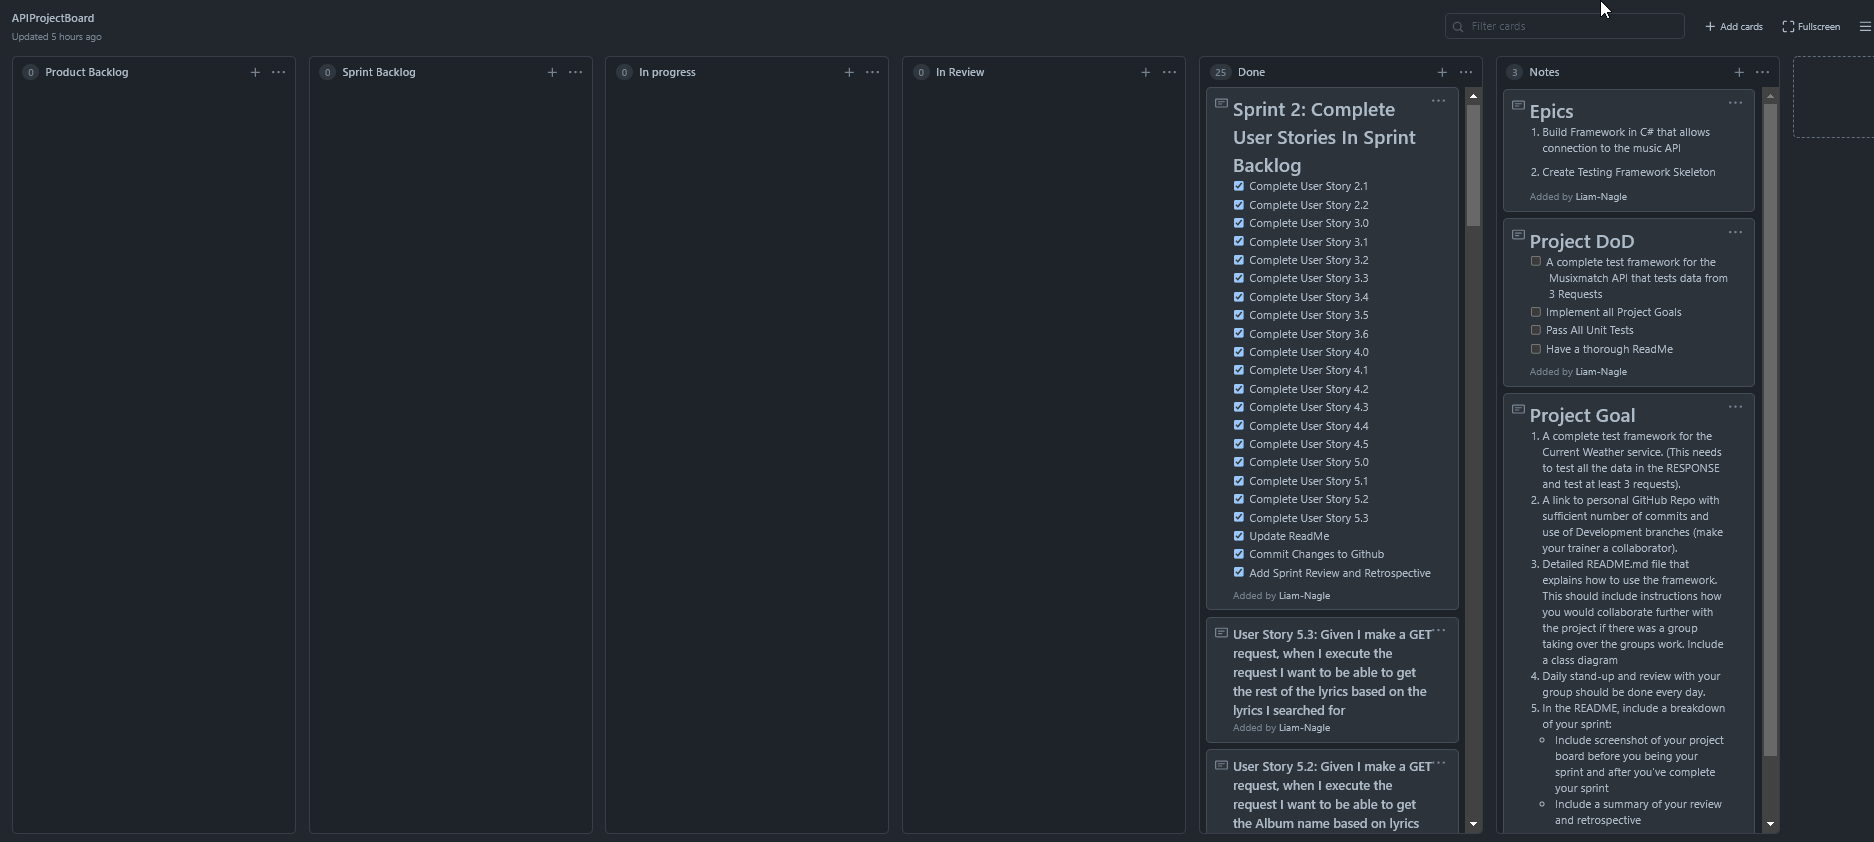 APIProjectBoard
Updated 5 hours ago
Filter cards
Add cards
Fullscreen
0 Product Backlog
0 Sprint Backlog
0 In progress
0 In Review
25 Done
Sprint 2: Complete
User Stories In Sprint
Backlog
Complete User Story 2.1
Complete User Story 2.2
Complete User Story 3.0
Complete User Story 3.1
Complete User Story 3.2
Complete User Story 3.3
Complete User Story 3.4
Complete User Story 3.5
Complete User Story 3.6
Complete User Story 4.0
Complete User Story 4.1
Complete User Story 4.2
Complete User Story 4.3
Complete User Story 4.4
Complete User Story 4.5
Complete User Story 5.0
Complete User Story 5.1
Complete User Story 5.2
Complete User Story 5.3
Update ReadMe
Commit Changes to Github
Add Sprint Review and Retrospective
Added by Liam-Nagle
User Story 5.3: Given I make a GET
request, when I execute the
request I want to be able to get
the rest of the lyrics based on the
lyrics I searched for
Added by Liam-Nagle
User Story 5.2: Given I make a GET
request, when I execute the
request I want to be able to get
the Album name based on lyrics
3 Notes
Epics
1. Build Framework in C# that allows
connection to the music API
2. Create Testing Framework Skeleton
Added by Liam-Nagle
Project DoD
A complete test framework for the
Musixmatch API that tests data from
3 Requests
Implement all Project Goals
Pass All Unit Tests
Have a thorough ReadMe
Added by Liam-Nagle
Project Goal
1. A complete test framework for the
Current Weather service. (This needs
to test all the data in the RESPONSE
and test at least 3 requests).
2. A link to personal GitHub Repo with
sufficient number of commits and
use of Development branches (make
your trainer a collaborator).
3. Detailed README.md file that
explains how to use the framework.
This should include instructions how
you would collaborate further with
the project if there was a group
taking over the groups work. Include
a class diagram
4. Daily stand-up and review with your
group should be done every day.
5. In the README, include a breakdown
of your sprint:
Include screenshot of your project
board before you being your
sprint and after you've complete
your sprint
Include a summary of your review
and retrospective